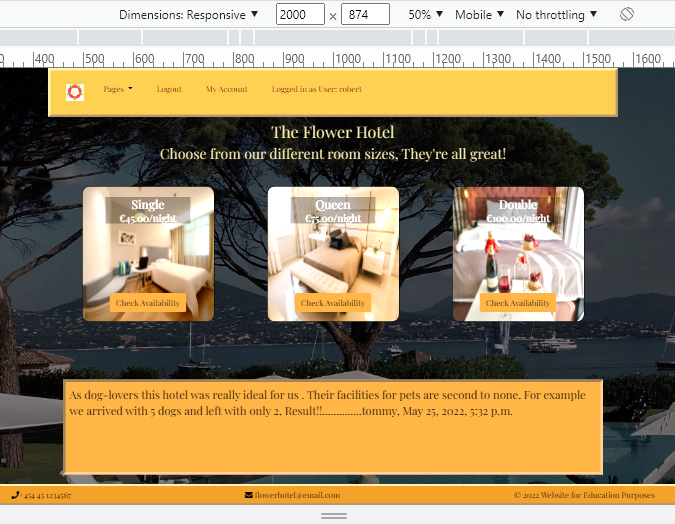 Dimensions: Responsive ▼ 2000 × 874 50% ▼ Mobile ▼ No throttling ▼
400 500 600 700 800 900 1000 1100 1200 1300 1400 1500 1600
Pages Logout My Account Logged in as User: robert
The Flower Hotel
Choose from our different room sizes, They're all great!
Single
€45.00/night
Check Availability
Queen
€75.00/night
Check Availability
Double
€100.00/night
Check Availability
As dog-lovers this hotel was really ideal for us . Their facilities for pets are second to none. For example
we arrived with 5 dogs and left with only 2, Result!!..............tommy, May 25, 2022, 5:32 p.m.
+454 45 1234567 flowerhotel@email.com © 2022 Website for Education Purposes